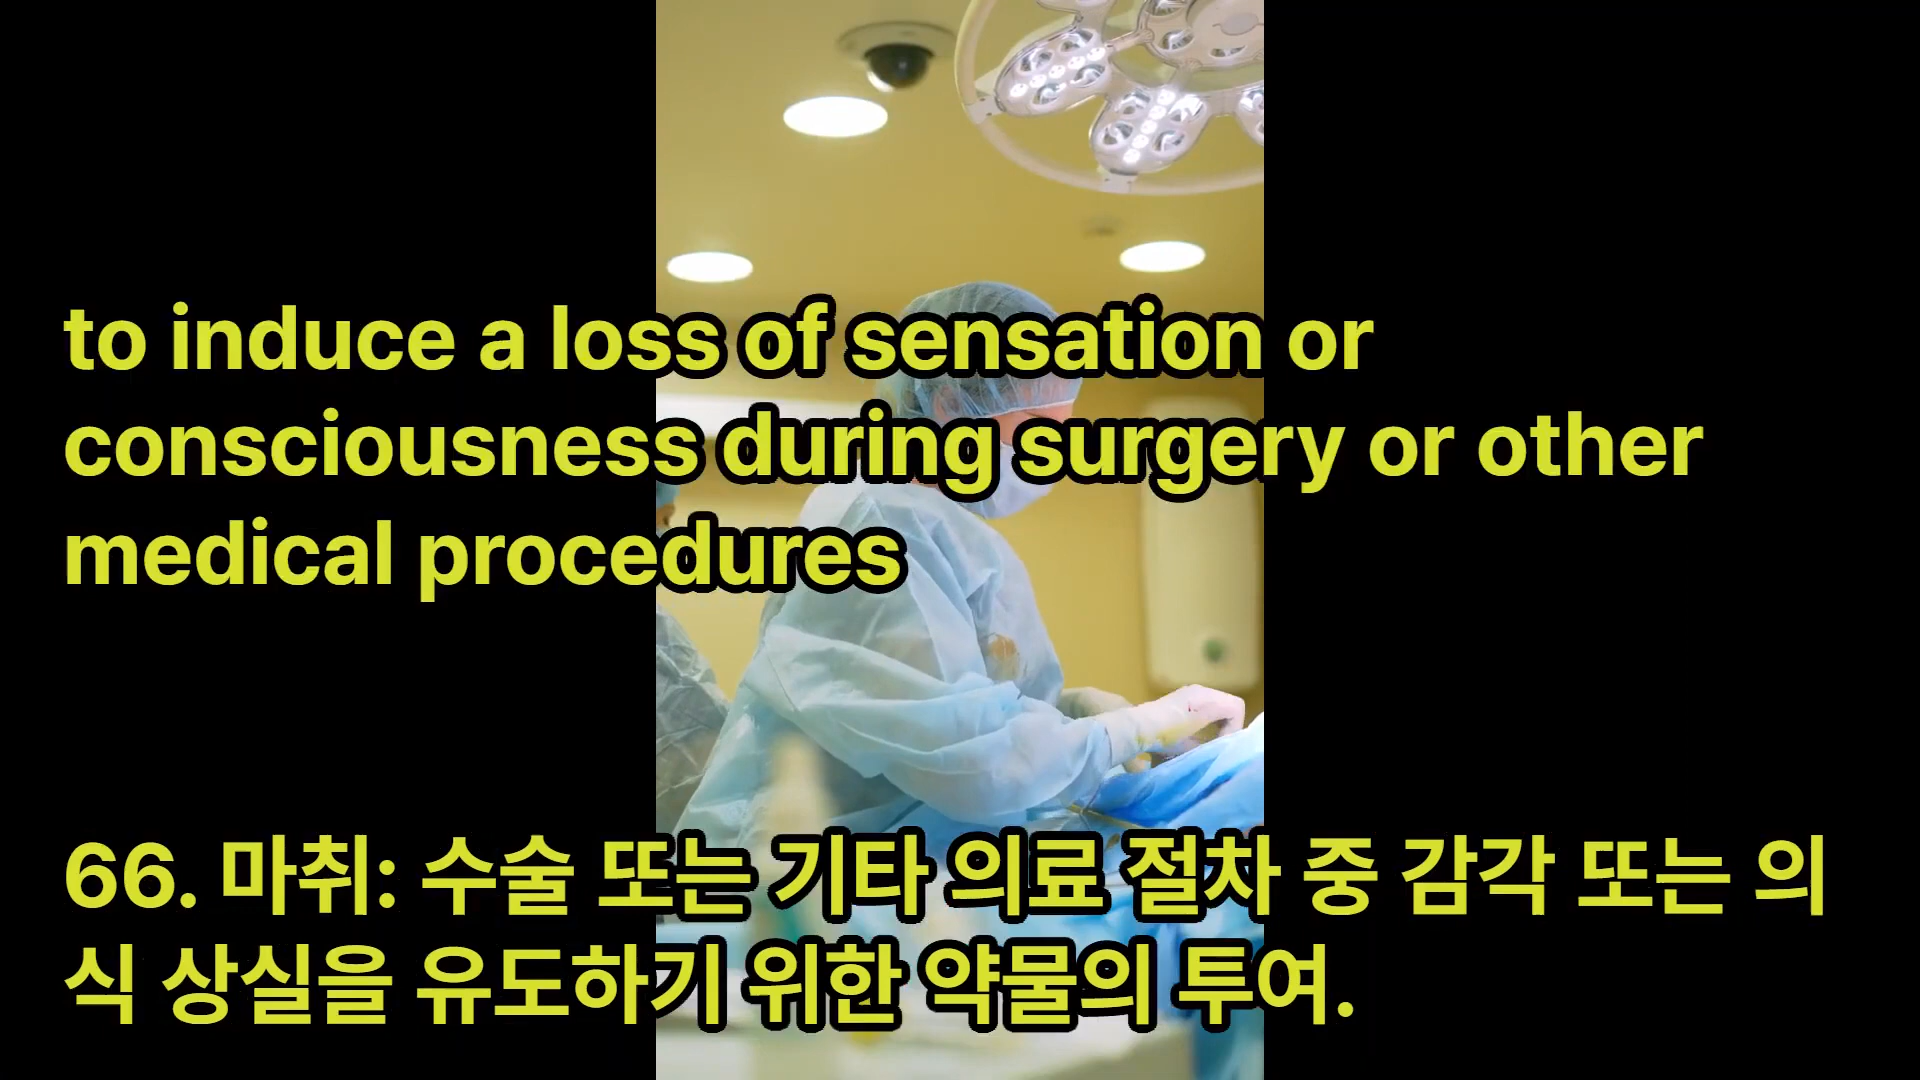 to induce a loss of sensation or
consciousness during surgery or other
medical procedures
66. 마취: 수술 또는 기타 의료 절차 중 감각 또는 의
식 상실을 유도하기 위한 약물의 투여.